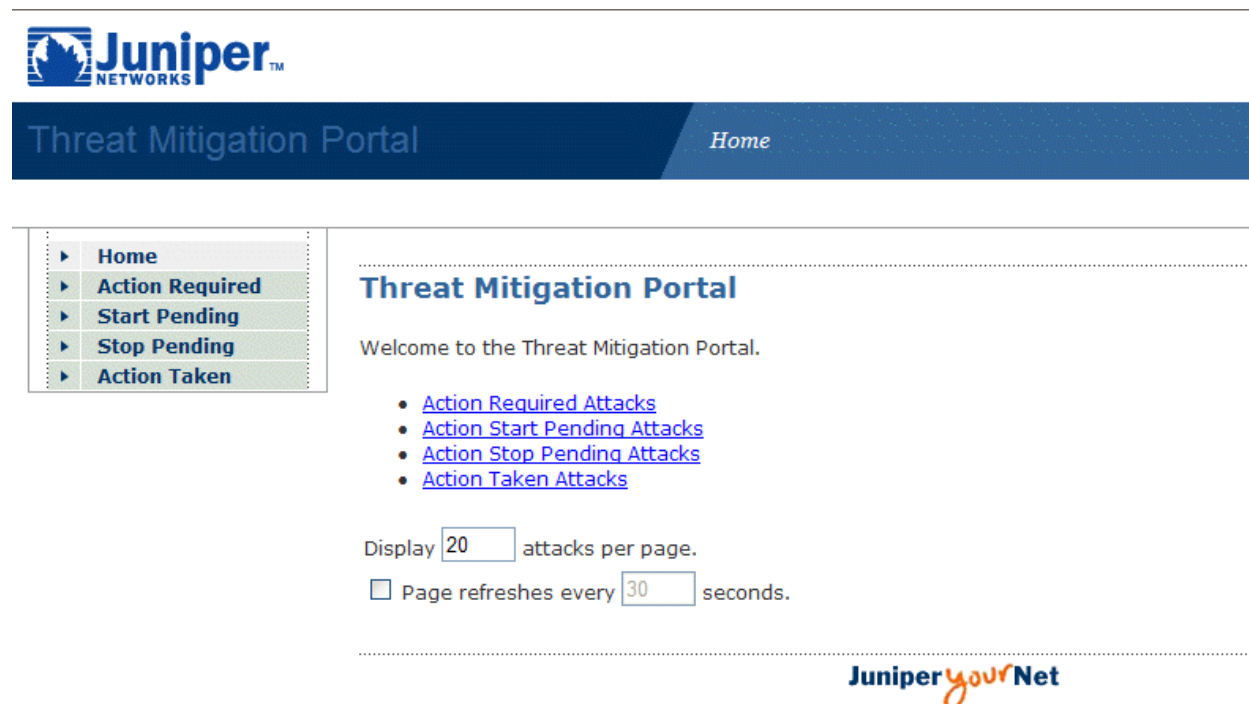 Juniper™
NETWORKS
Threat Mitigation Portal
Home
Home
Action Required
Start Pending
Stop Pending
Action Taken
Threat Mitigation Portal
Welcome to the Threat Mitigation Portal.
• Action Required Attacks
• Action Start Pending Attacks
• Action Stop Pending Attacks
• Action Taken Attacks
Display 20 attacks per page.
Page refreshes every 30 seconds.
Juniper your Net